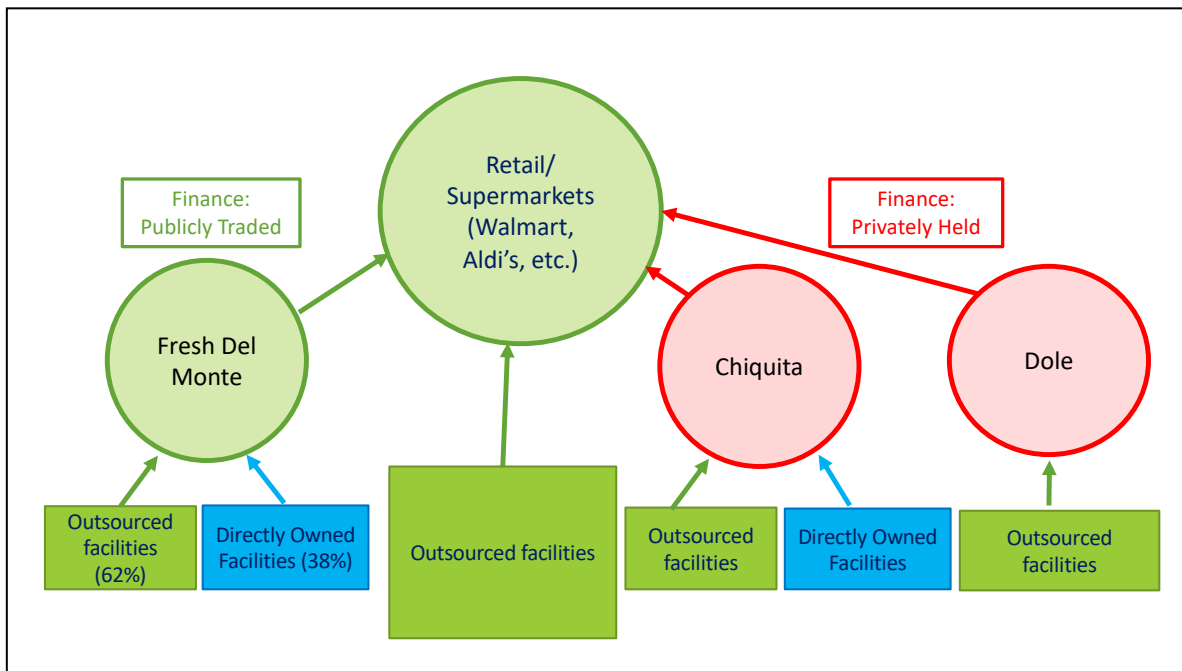 Retail/
Supermarkets
(Walmart,
Aldi's, etc.)
Finance:
Publicly Traded
Finance:
Privately Held
Fresh Del
Monte
Chiquita
Dole
Outsourced
facilities
(62%)
Directly Owned
Facilities (38%)
Outsourced facilities
Outsourced
facilities
Directly Owned
Facilities
Outsourced
facilities